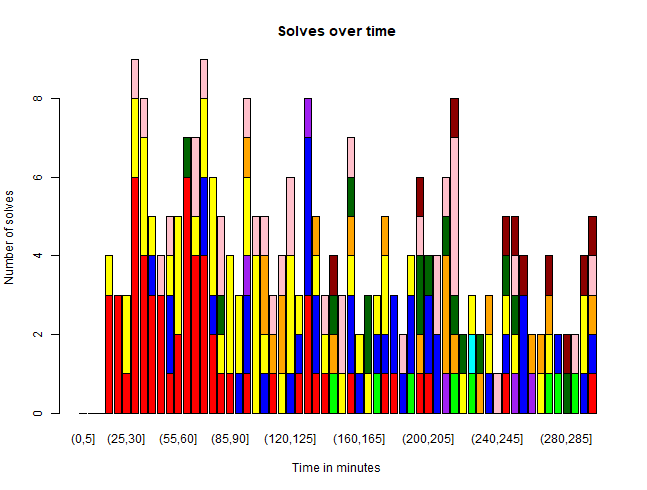 Solves over time
Number of solves
8
6
4
2
0
(0,5] (25,30] (55,60] (85,90] (120,125] (160,165] (200,205] (240,245] (280,285]
Time in minutes